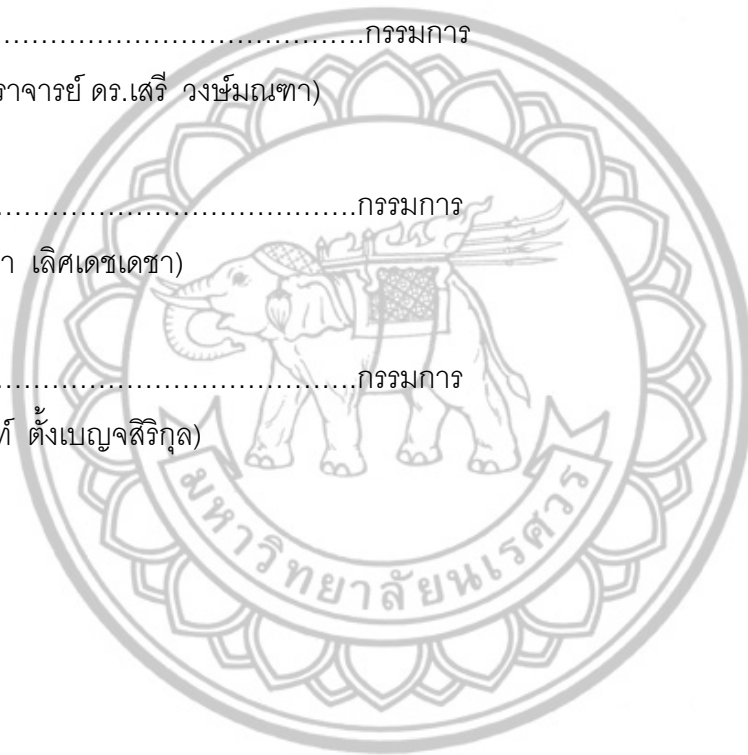 …………………………………….กรรมการ
ราจารย์ ดร.เสรี วงษ์มณฑา)
…………………………………….กรรมการ
า เลิศเดชเดชา)
…………………………………….กรรมการ
ท์ ตั้งเบญจสิริกุล)
มหาวิทยาลัยนเรศวร